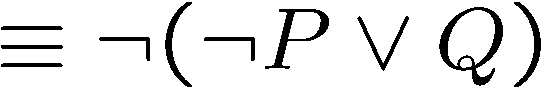 ≡ ¬(¬P ∨ Q)